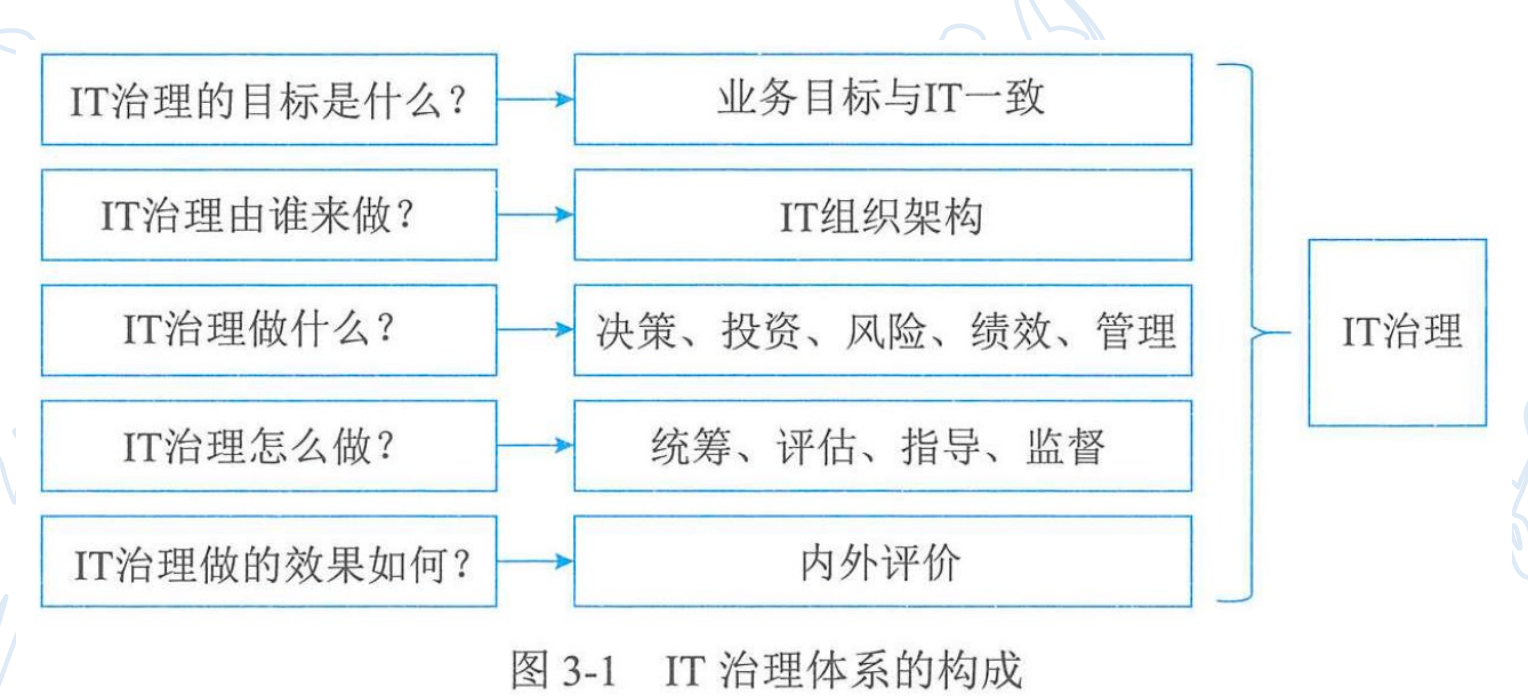 IT治理的目标是什么?
业务目标与IT一致
IT治理由谁来做?
IT组织架构
IT治理做什么?
决策、投资、风险、绩效、管理
IT治理
IT治理怎么做?
统筹、评估、指导、监督
IT治理做的效果如何?
内外评价
图 3-1 IT 治理体系的构成